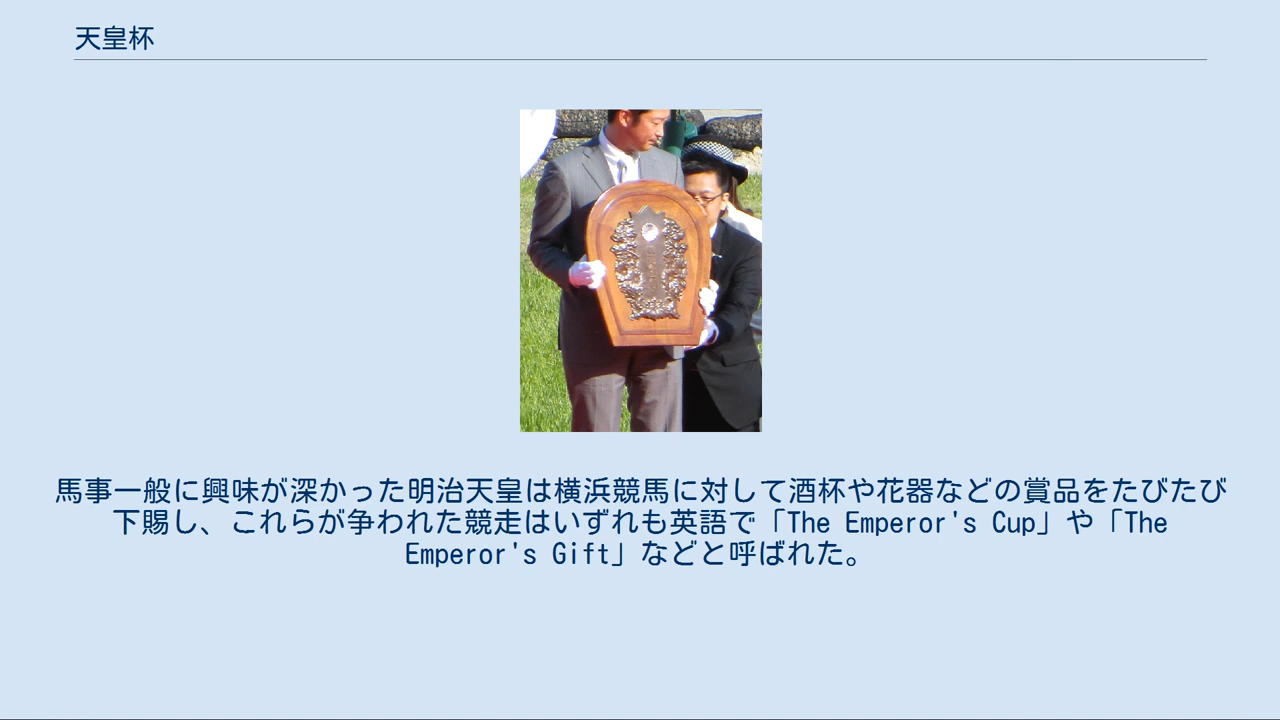 天皇杯
馬事一般に興味が深かった明治天皇は横浜競馬に対して酒杯や花器などの賞品をたびたび
下賜し、これらが争われた競走はいずれも英語で「The Emperor's Cup」や「The
Emperor's Gift」などと呼ばれた。